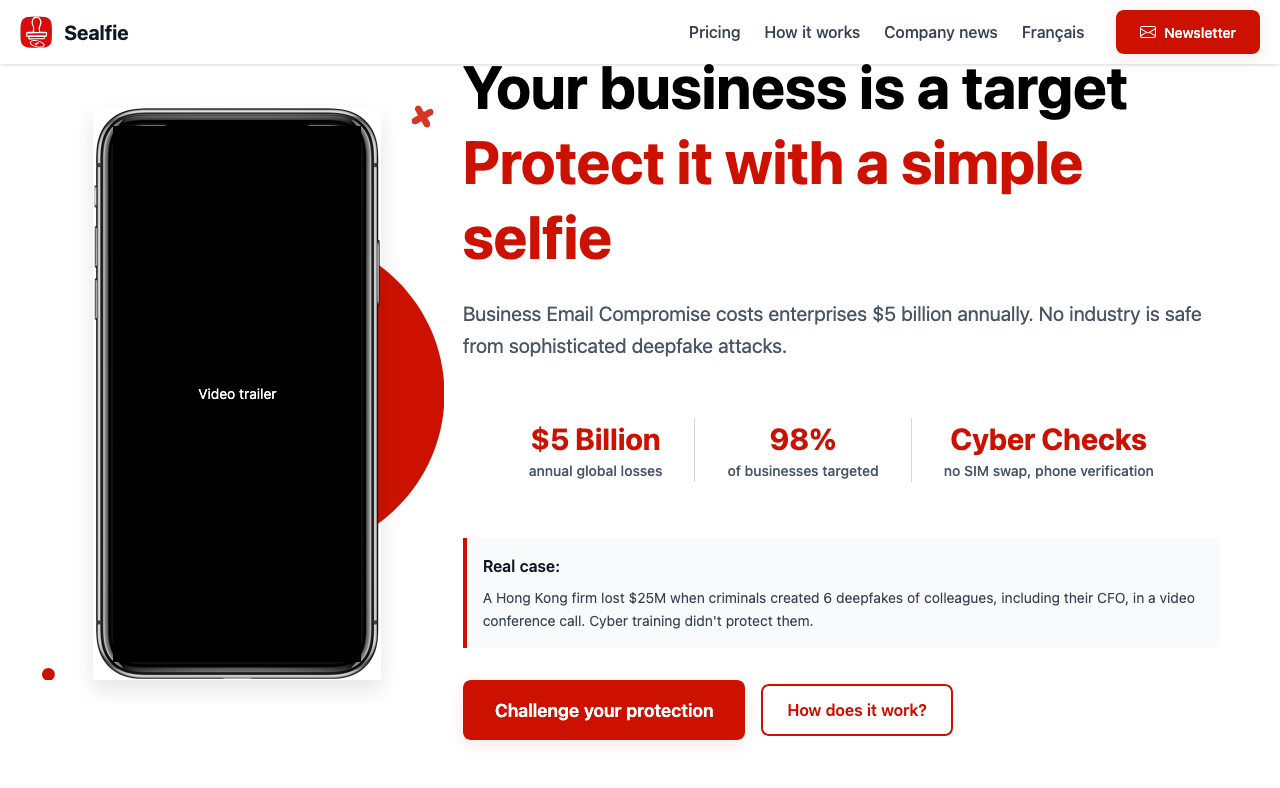 Sealfie
Pricing
How it works
Company news
Français
Newsletter
Your business is a target
Protect it with a simple
selfie
Video trailer
Business Email Compromise costs enterprises $5 billion annually. No industry is safe
from sophisticated deepfake attacks.
$5 Billion
annual global losses
98%
of businesses targeted
Cyber Checks
no SIM swap, phone verification
Real case:
A Hong Kong firm lost $25M when criminals created 6 deepfakes of colleagues, including their CFO, in a video
conference call. Cyber training didn't protect them.
Challenge your protection
How does it work?